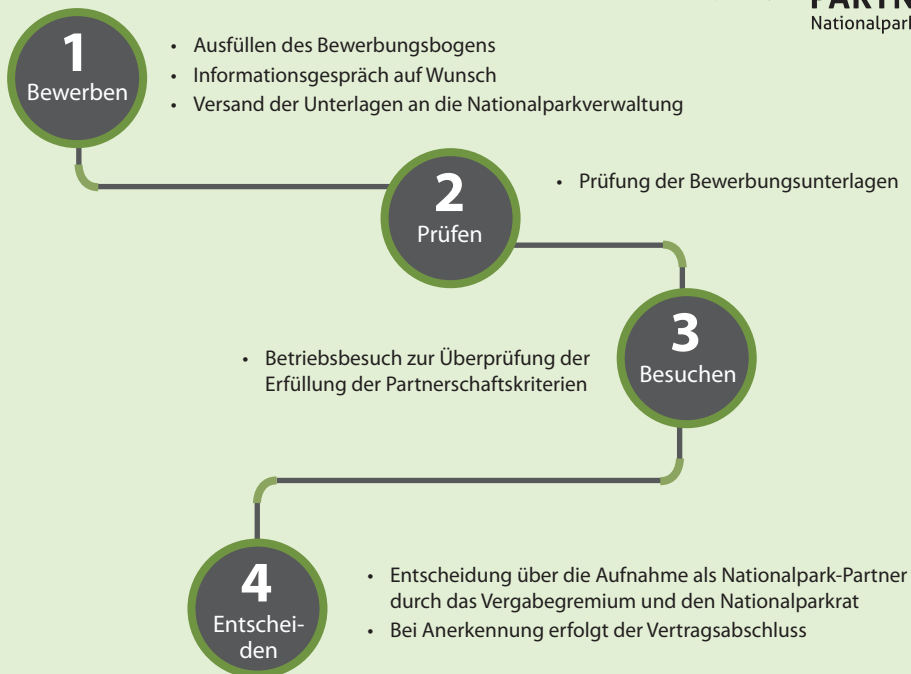 Nationalpark
1
Bewerben
• Ausfüllen des Bewerbungsbogens
• Informationsgespräch auf Wunsch
• Versand der Unterlagen an die Nationalparkverwaltung
2
Prüfen
• Prüfung der Bewerbungsunterlagen
3
Besuchen
• Betriebsbesuch zur Überprüfung der
Erfüllung der Partnerschaftskriterien
4
Entschei-
den
• Entscheidung über die Aufnahme als Nationalpark-Partner
durch das Vergabegremium und den Nationalparkrat
• Bei Anerkennung erfolgt der Vertragsabschluss